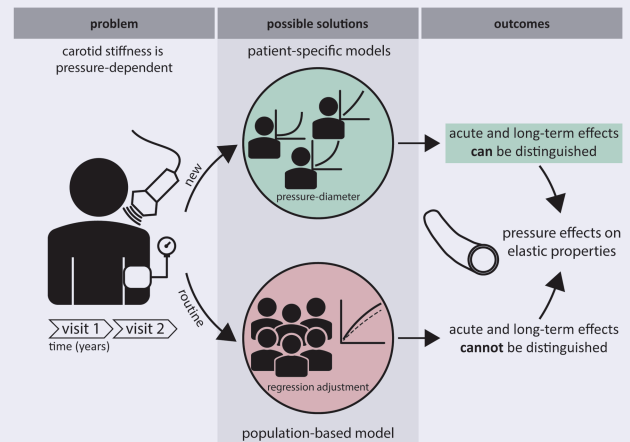 problem
possible solutions
outcomes
carotid stiffness is
pressure-dependent
patient-specific models
new
pressure-diameter
acute and long-term effects
can be distinguished
pressure effects on
elastic properties
visit 1
visit 2
time (years)
routine
regression adjustment
acute and long-term effects
cannot be distinguished
population-based model